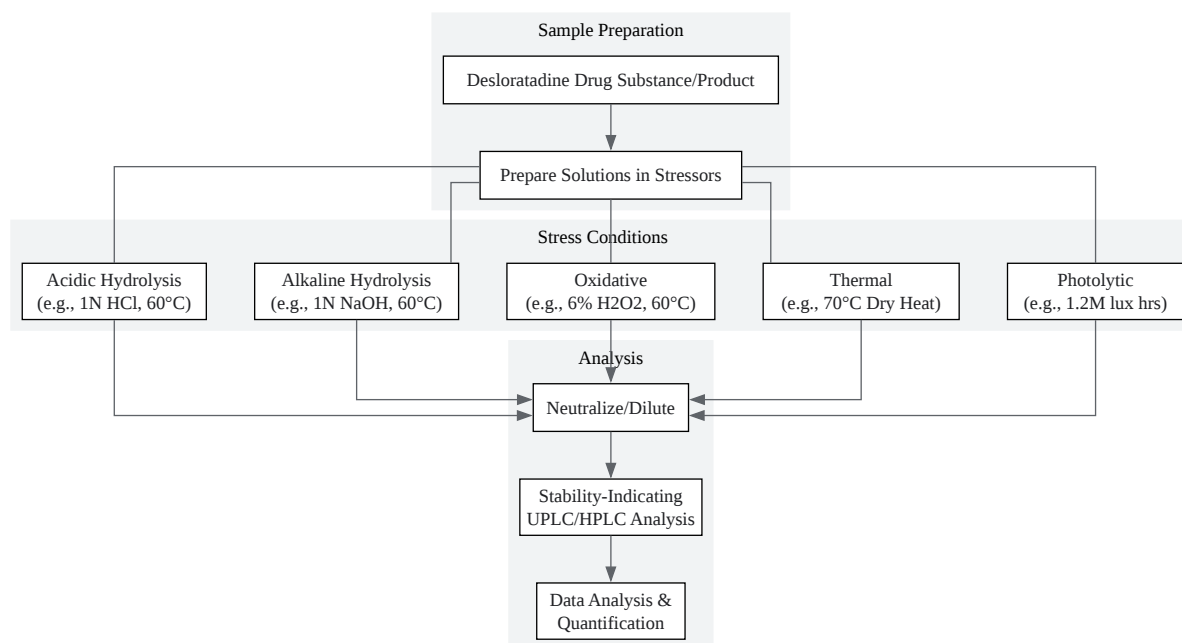 Sample Preparation
Desloratadine Drug Substance/Product
Prepare Solutions in Stressors
Stress Conditions
Acidic Hydrolysis
(e.g., 1N HCl, 60°C)
Alkaline Hydrolysis
(e.g., 1N NaOH, 60°C)
Oxidative
(e.g., 6% H2O2, 60°C)
Thermal
(e.g., 70°C Dry Heat)
Photolytic
(e.g., 1.2M lux hrs)
Analysis
Neutralize/Dilute
Stability-Indicating
UPLC/HPLC Analysis
Data Analysis &
Quantification